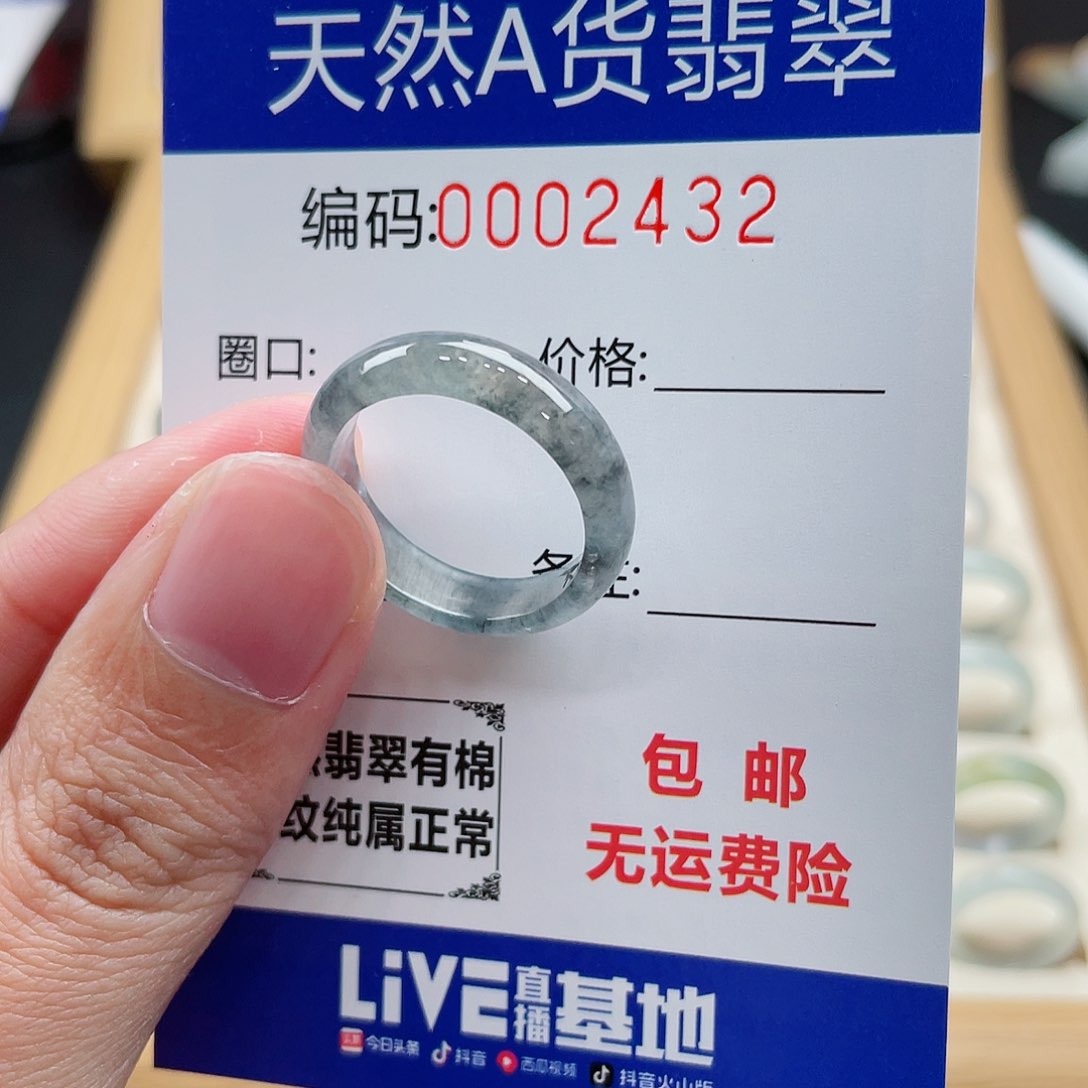 天然A货翡翠
编码:0002432
圈口:
价格:
翡翠有棉
纹纯属正常
包邮
无运费险
LiVE直播基地
今日头条 抖音 西瓜视频 抖音火山版